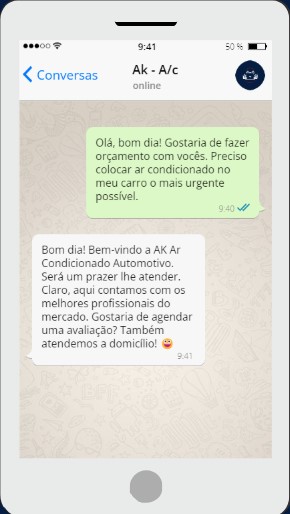 9:41
50 %
Conversas
Ak - A/c
online
Olá, bom dia! Gostaria de fazer
orçamento com vocês. Preciso
colocar ar condicionado no
meu carro o mais urgente
possível.
9:40
Bom dia! Bem-vindo a AK Ar
Condicionado Automotivo.
Será um prazer lhe atender.
Claro, aqui contamos com os
melhores profissionais do
mercado. Gostaria de agendar
uma avaliação? Também
atendemos a domicílio! 😀
9:41